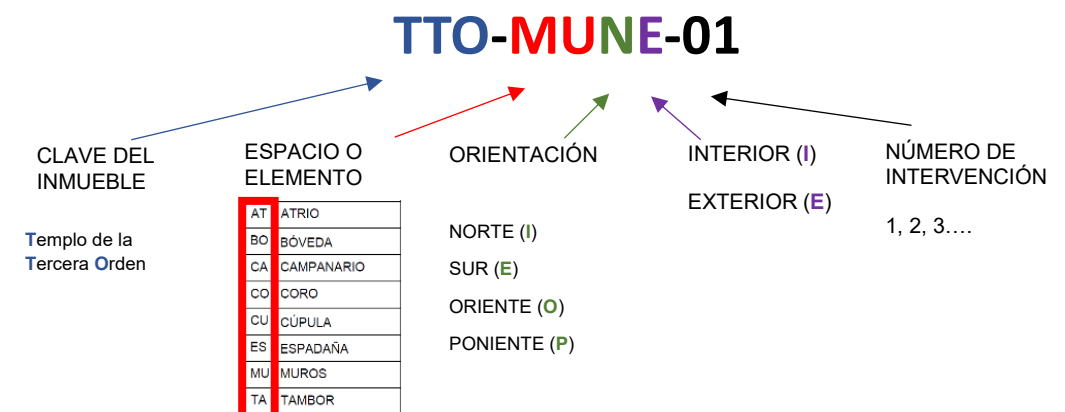 TTO-MUNE-01
CLAVE DEL
INMUEBLE
Templo de la
Tercera Orden
ESPACIO O
ELEMENTO
AT ATRIO
BO BÓVEDA
CA CAMPANARIO
CO CORO
CU CÚPULA
ES ESPADAÑA
MU MUROS
TA TAMBOR
ORIENTACIÓN
NORTE (I)
SUR (E)
ORIENTE (O)
PONIENTE (P)
INTERIOR (I)
EXTERIOR (E)
NÚMERO DE
INTERVENCIÓN
1, 2, 3….